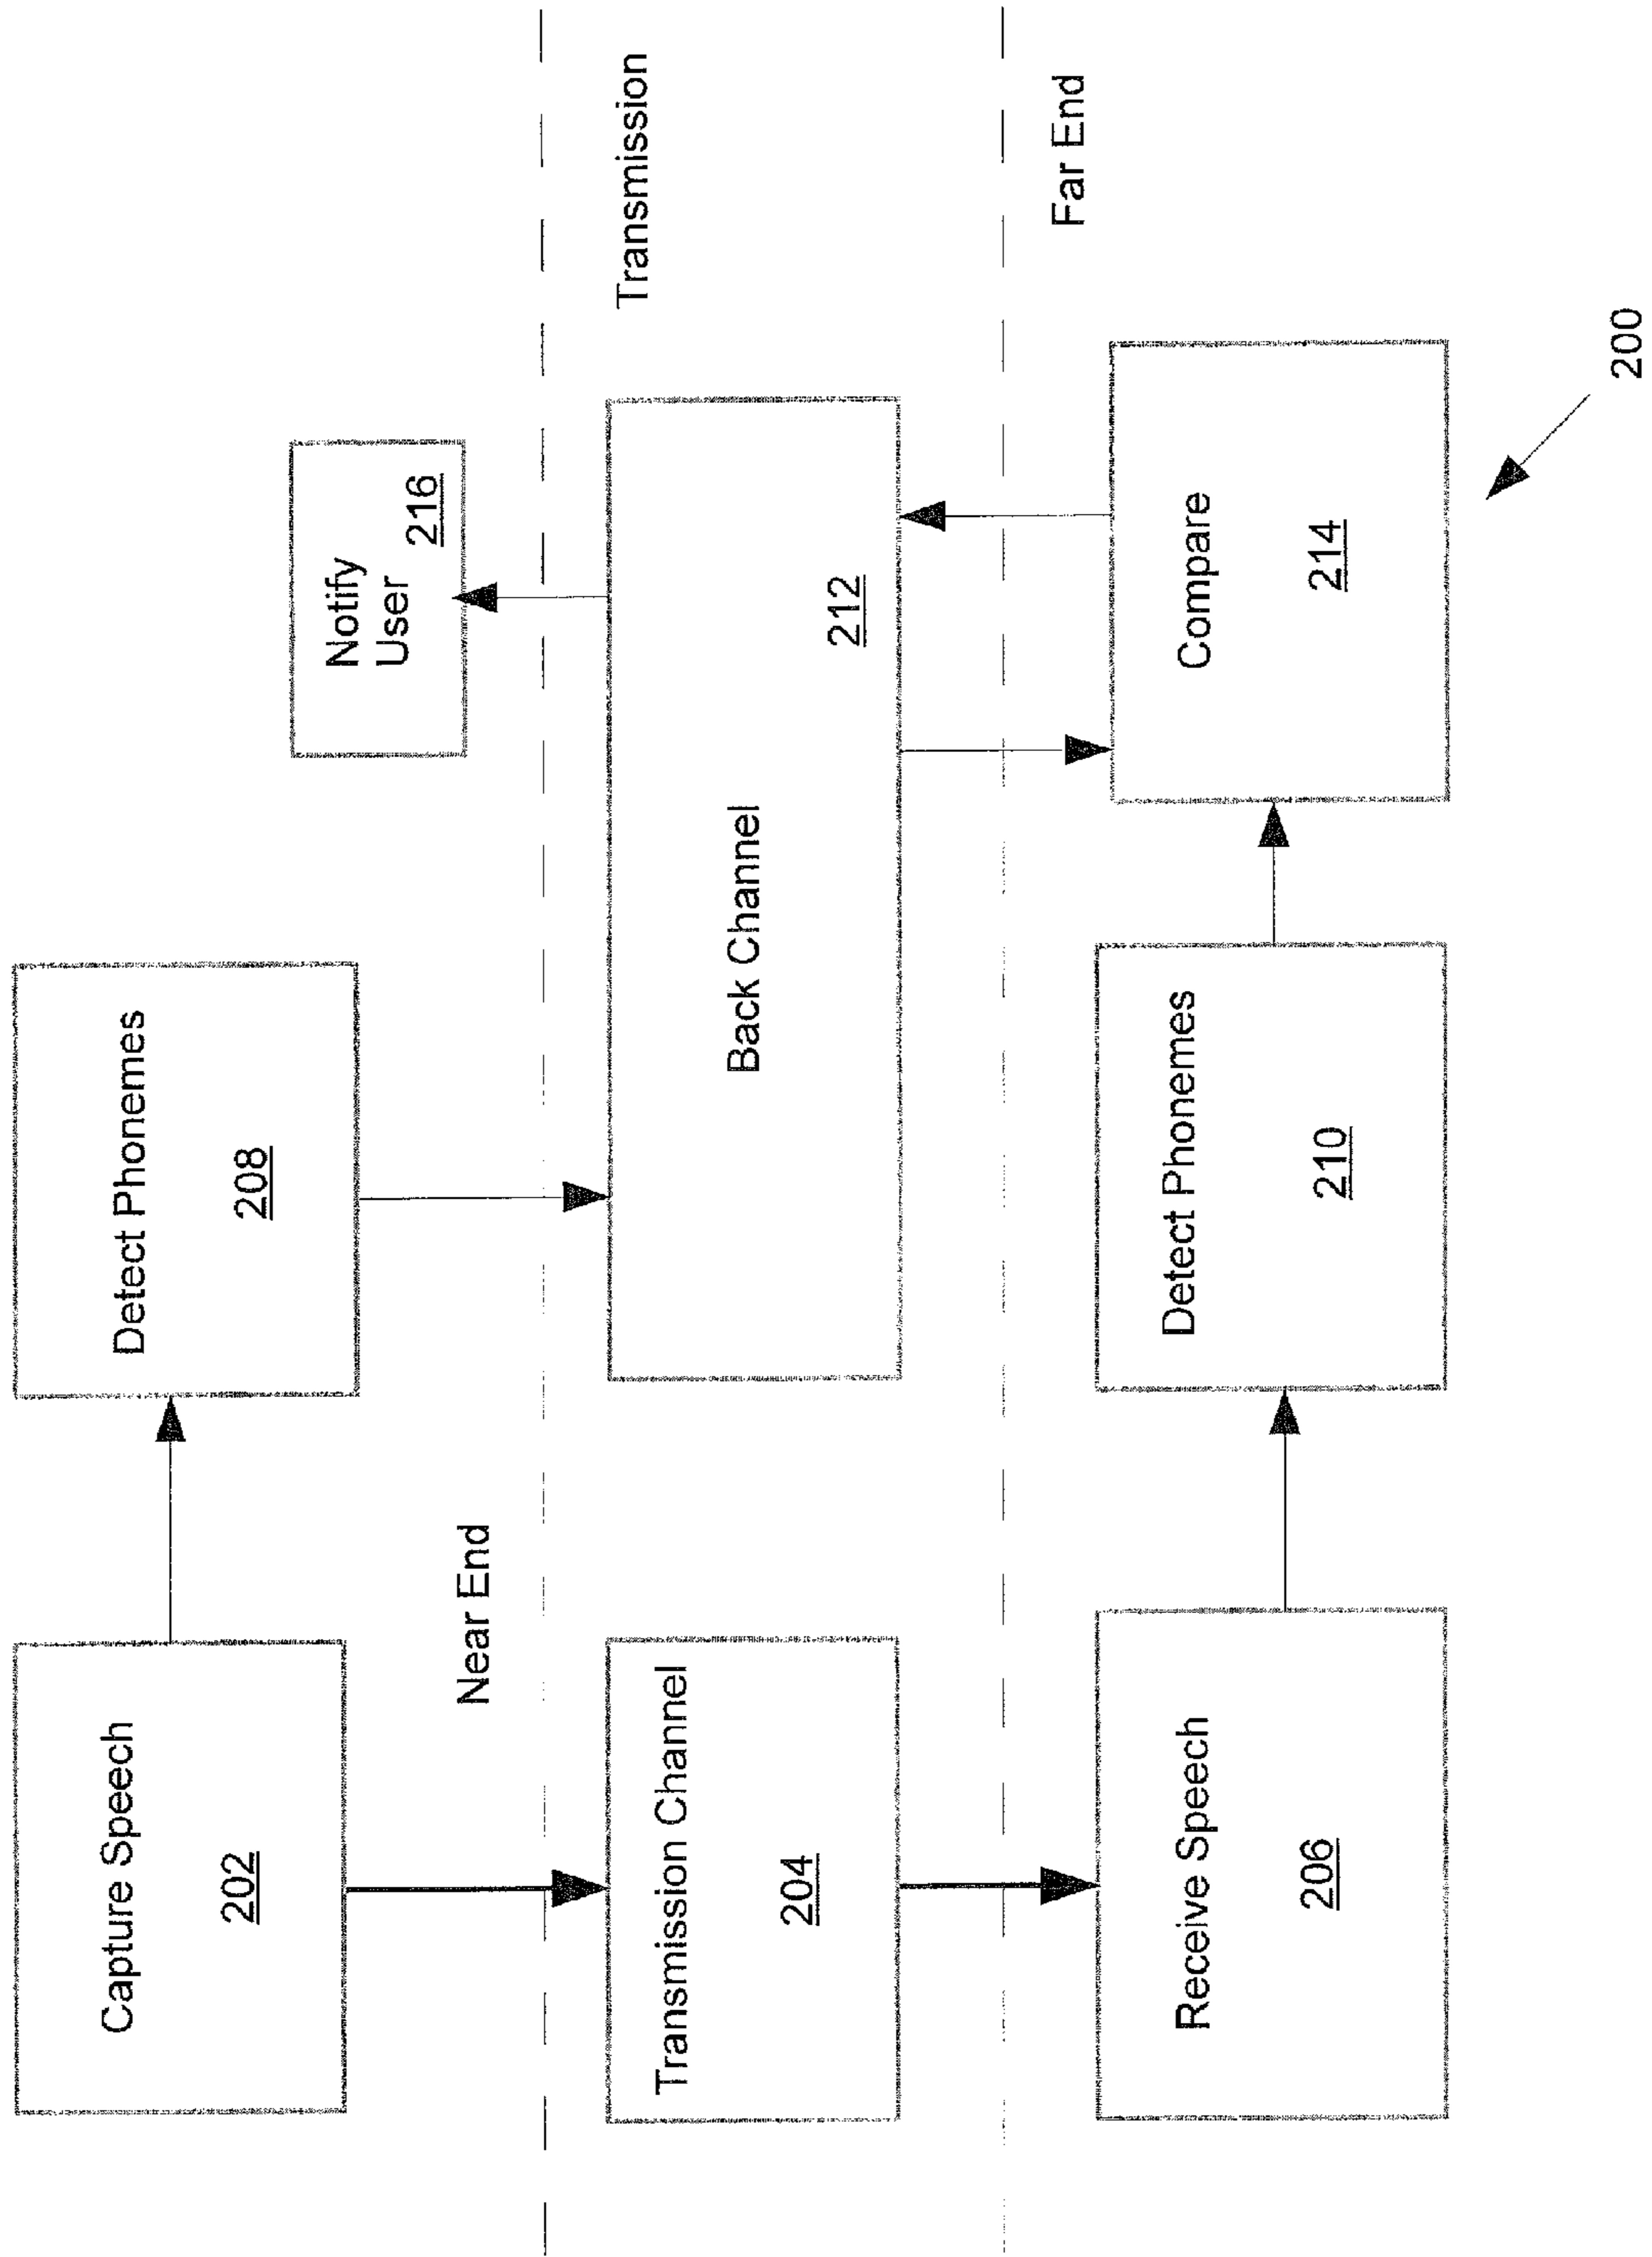 Capture Speech
202
Detect Phonemes
208
Notify
User
216
Near End
Transmission Channel
204
Back Channel
212
Transmission
Receive Speech
206
Detect Phonemes
210
Compare
214
Far End
200